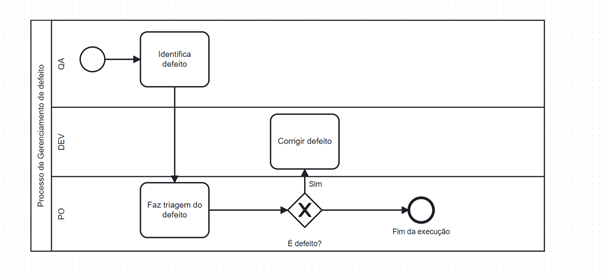 Processo de Gerenciamento de defeito
QA
Identifica
defeito
DEV
Corrigir defeito
Sim
PO
Faz triagem do
defeito
É defeito?
Fim da execução